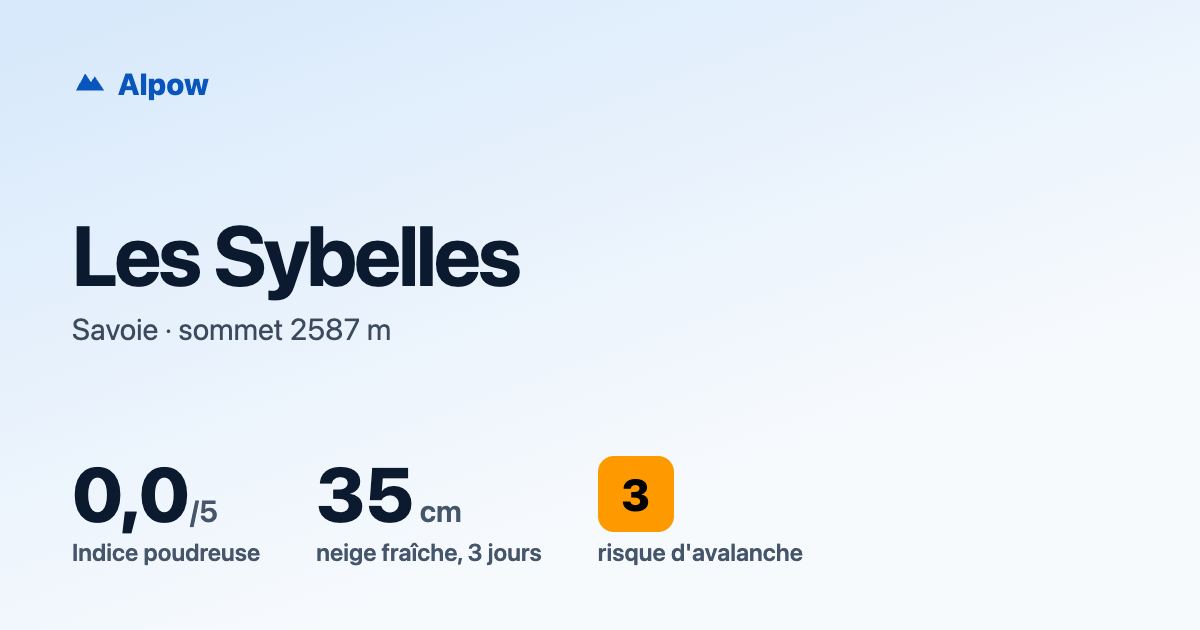 Alpow
Les Sybelles
Savoie · sommet 2587 m
0,0/5
Indice poudreuse
35 cm
neige fraîche, 3 jours
3
risque d'avalanche